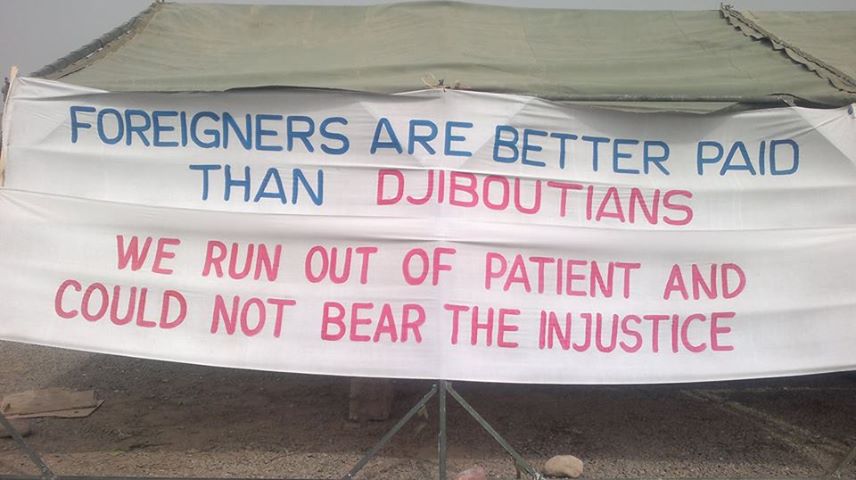 FOREIGNERS ARE BETTER PAID
THAN DJIBOUTIANS
WE RUN OUT OF PATIENT AND
COULD NOT BEAR THE INJUSTICE